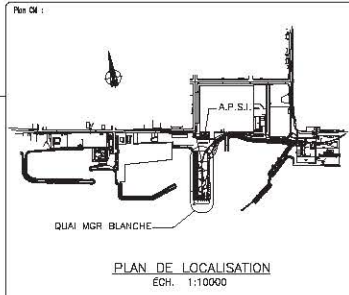 Plan CM :
A.P.S.I.
QUAI MGR BLANCHE
PLAN DE LOCALISATION
ÉCH. 1:10000